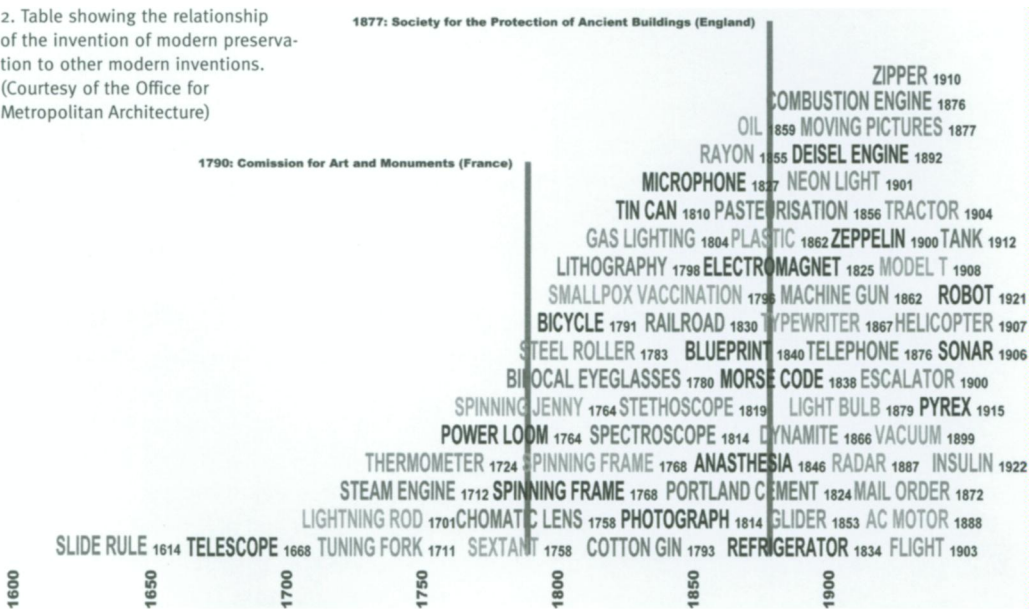 2. Table showing the relationship
of the invention of modern preserva-
tion to other modern inventions.
(Courtesy of the Office for
Metropolitan Architecture)
1877: Society for the Protection of Ancient Buildings (England)
1790: Comission for Art and Monuments (France)
ZIPPER 1910
COMBUSTION ENGINE 1876
OIL 1859 MOVING PICTURES 1877
RAYON 1855 DEISEL ENGINE 1892
MICROPHONE 1827 NEON LIGHT 1901
TIN CAN 1810 PASTEURISATION 1856 TRACTOR 1904
GAS LIGHTING 1804 PLASTIC 1862 ZEPPELIN 1900 TANK 1912
LITHOGRAPHY 1798 ELECTROMAGNET 1825 MODEL T 1908
SMALLPOX VACCINATION 1796 MACHINE GUN 1862 ROBOT 1921
BICYCLE 1791 RAILROAD 1830 TYPEWRITER 1867 HELICOPTER 1907
STEEL ROLLER 1783 BLUEPRINT 1840 TELEPHONE 1876 SONAR 1906
BIFOCAL EYEGLASSES 1780 MORSE CODE 1838 ESCALATOR 1900
SPINNING JENNY 1764 STETHOSCOPE 1819 LIGHT BULB 1879 PYREX 1915
POWER LOOM 1764 SPECTROSCOPE 1814 DYNAMITE 1866 VACUUM 1899
THERMOMETER 1724 SPINNING FRAME 1768 ANASTHESIA 1846 RADAR 1887 INSULIN 1922
STEAM ENGINE 1712 SPINNING FRAME 1768 PORTLAND CEMENT 1824 MAIL ORDER 1872
LIGHTNING ROD 1701 CHOMATIC LENS 1758 PHOTOGRAPH 1814 GLIDER 1853 AC MOTOR 1888
SLIDE RULE 1614 TELESCOPE 1668 TUNING FORK 1711 SEXTANT 1758 COTTON GIN 1793 REFRIGERATOR 1834 FLIGHT 1903
1600 1650 1700 1750 1800 1850 1900